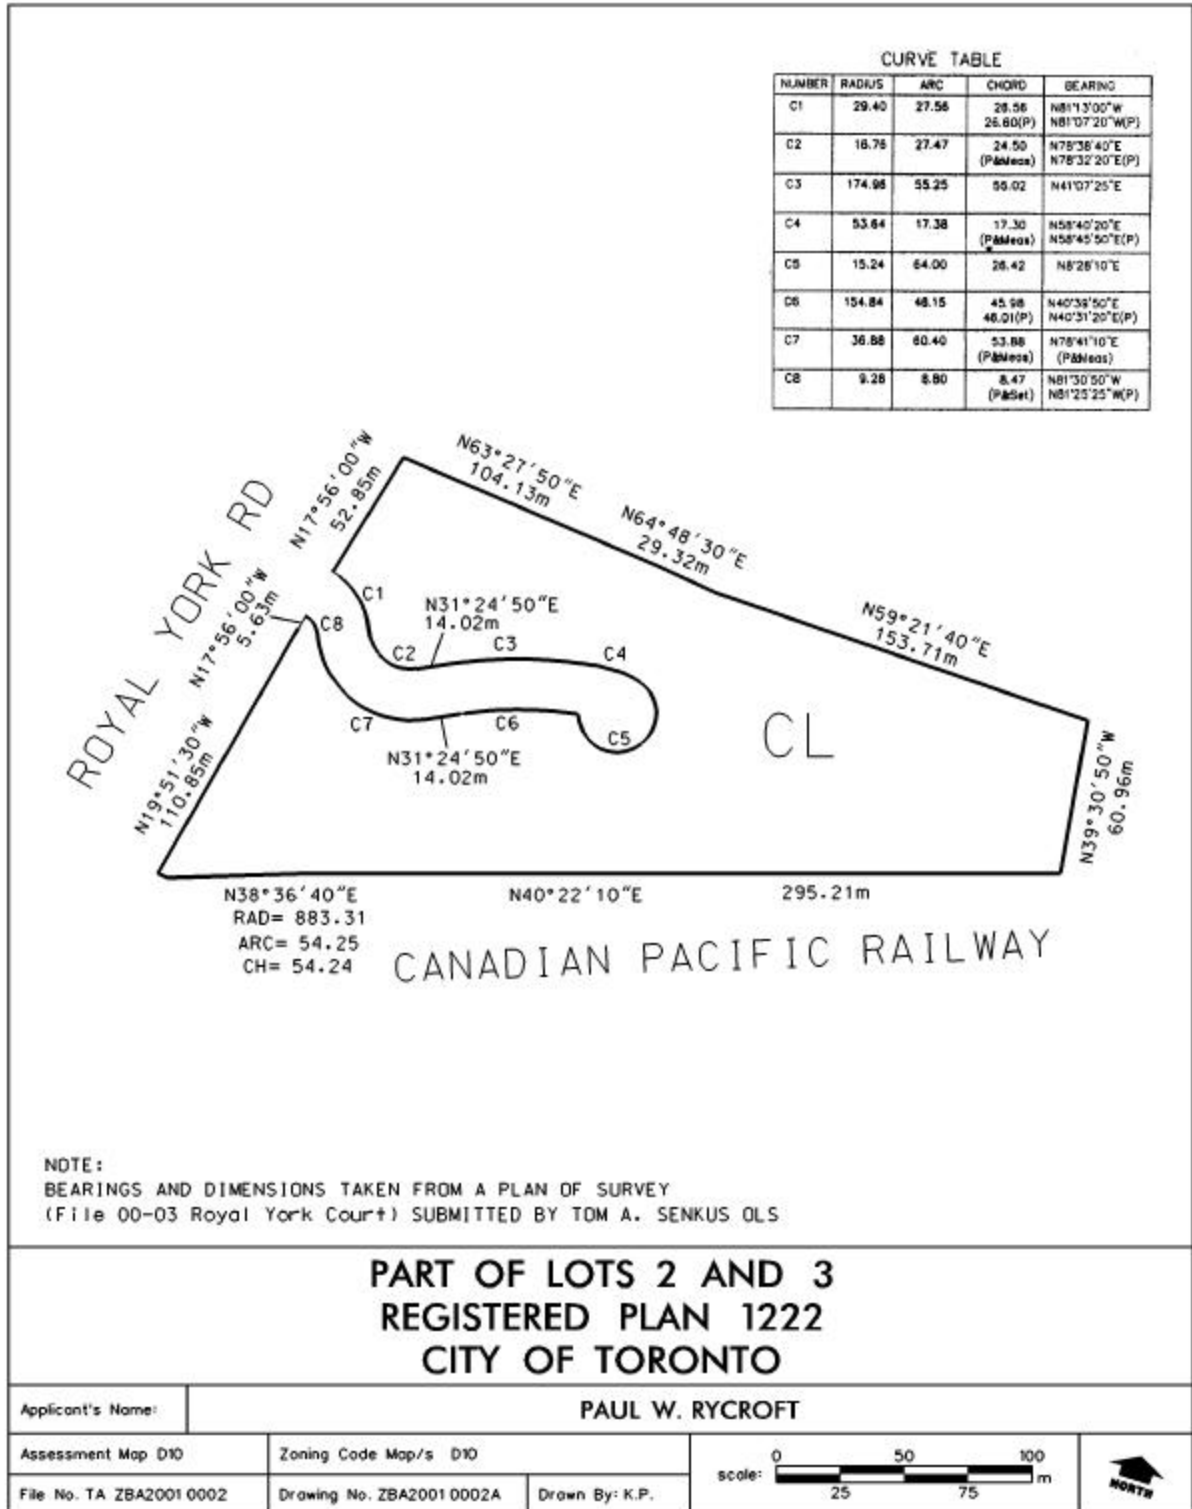 CURVE TABLE
NUMBER RADIUS ARC CHORD BEARING
C1 29.40 27.56 26.56 N81°13'00"W
26.60(P) N81°07'20"W(P)
C2 16.76 27.47 24.50 N78°38'40"E
(P&Meas) N78°32'20"E(P)
C3 174.96 55.25 55.02 N41°07'25"E
C4 53.64 17.38 17.30 N58°40'20"E
(P&Meas) N58°45'50"E(P)
C5 15.24 64.00 26.42 N8°26'10"E
C6 154.84 46.15 45.98 N40°39'50"E
46.01(P) N40°31'20"E(P)
C7 36.88 60.40 53.88 N78°41'10"E
(P&Meas) (P&Meas)
C8 9.28 8.80 8.47 N81°30'50"W
(P&Set) N81°25'25"W(P)
N17°56'00"W
52.85m
N63°27'50"E
104.13m
N64°48'30"E
29.32m
N59°21'40"E
153.71m
ROYAL YORK RD
N17°56'00"W
5.63m
C1
C8
N31°24'50"E
14.02m
C2
C3
C4
C7
C6
C5
N31°24'50"E
14.02m
CL
N19°51'30"W
110.85m
N39°30'50"W
60.96m
N38°36'40"E
RAD= 883.31
ARC= 54.25
CH= 54.24
N40°22'10"E
295.21m
CANADIAN PACIFIC RAILWAY
NOTE:
BEARINGS AND DIMENSIONS TAKEN FROM A PLAN OF SURVEY
(File 00-03 Royal York Court) SUBMITTED BY TOM A. SENKUS OLS
PART OF LOTS 2 AND 3
REGISTERED PLAN 1222
CITY OF TORONTO
Applicant's Name: PAUL W. RYCROFT
Assessment Map D10 Zoning Code Map/s D10
File No. TA ZBA2001 0002 Drawing No. ZBA2001 0002A Drawn By: K.P.
scale: 0 50 100
m
25 75
NORTH